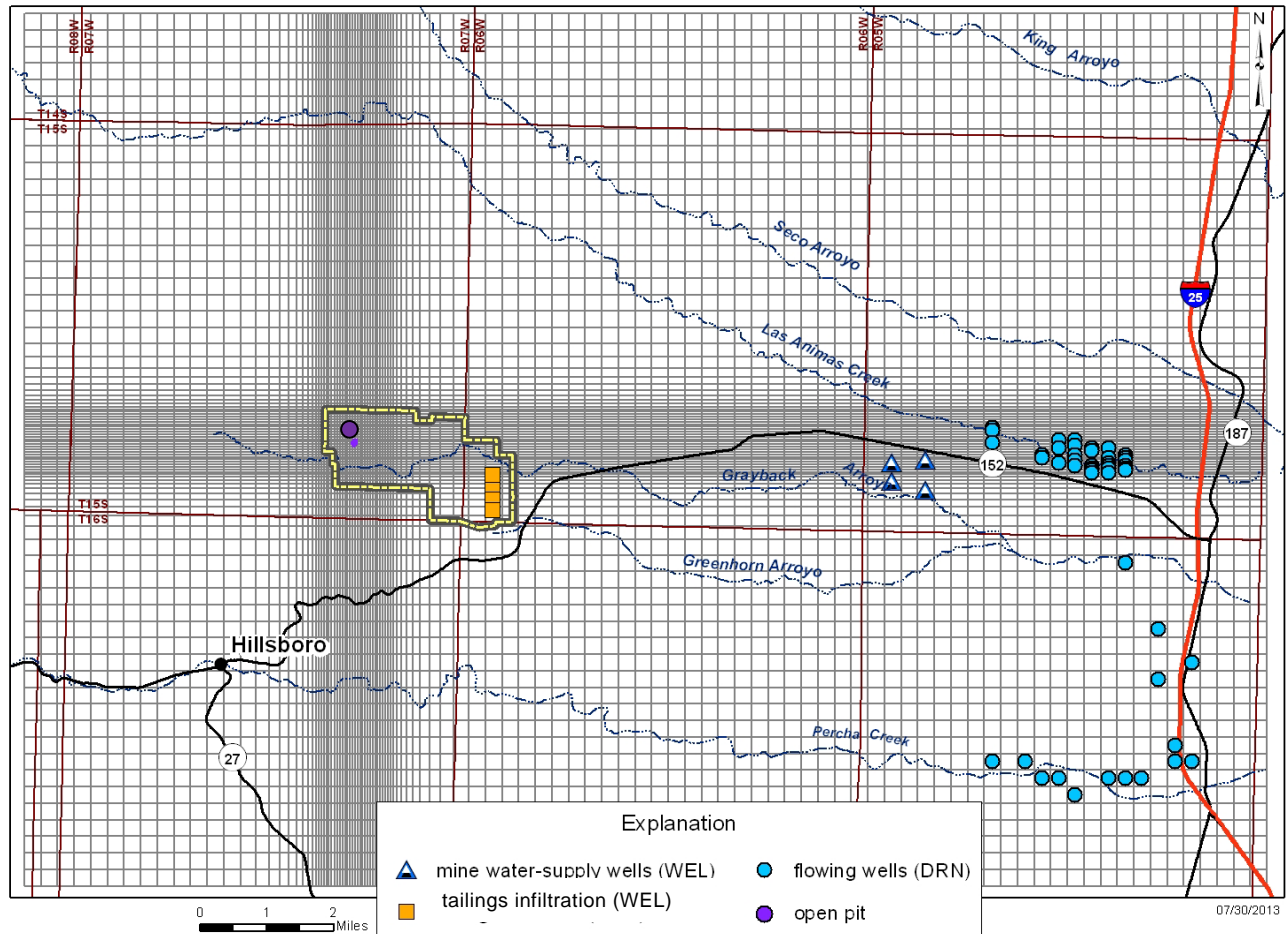 N
R08W
R07W
R07W
R06W
R06W
R05W
King Arroyo
T14S
T15S
Seco Arroyo
25
Las Animas Creek
187
152
Grayback Arroyo
T15S
T16S
Greenhorn Arroyo
Hillsboro
Percha Creek
27
Explanation
mine water-supply wells (WEL)
flowing wells (DRN)
tailings infiltration (WEL)
open pit
0 1 2
Miles
07/30/2013